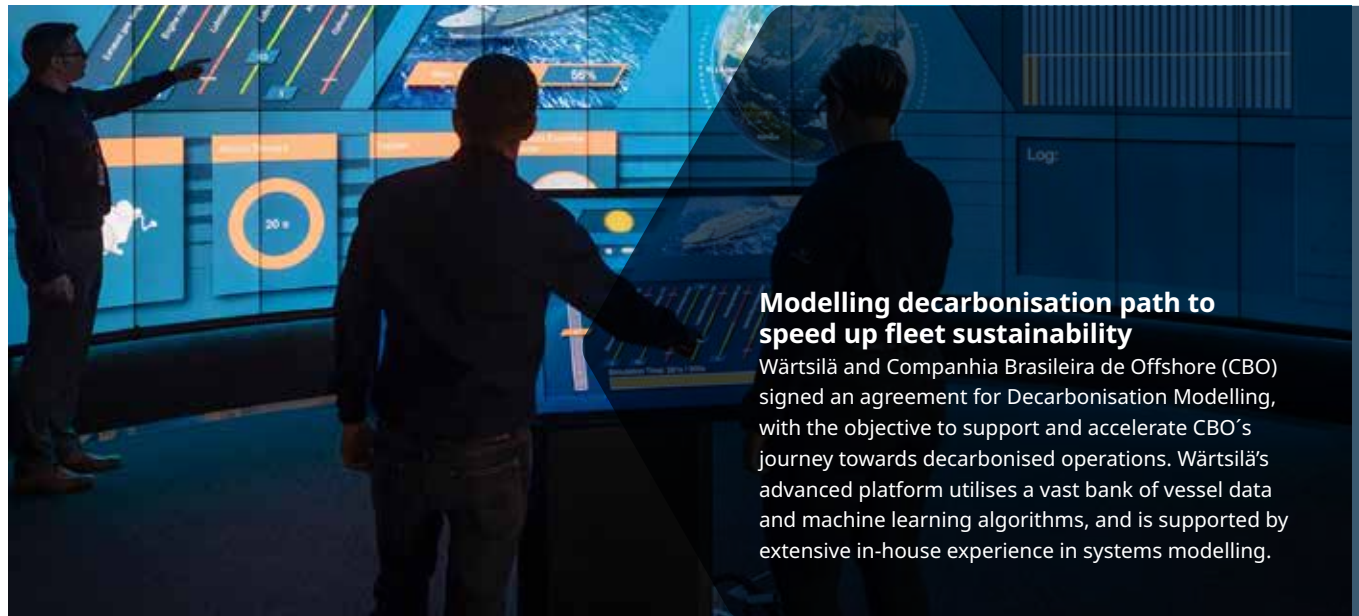 56%
20 s
Log:
Modelling decarbonisation path to
speed up fleet sustainability
Wärtsilä and Companhia Brasileira de Offshore (CBO)
signed an agreement for Decarbonisation Modelling,
with the objective to support and accelerate CBO´s
journey towards decarbonised operations. Wärtsilä’s
advanced platform utilises a vast bank of vessel data
and machine learning algorithms, and is supported by
extensive in-house experience in systems modelling.